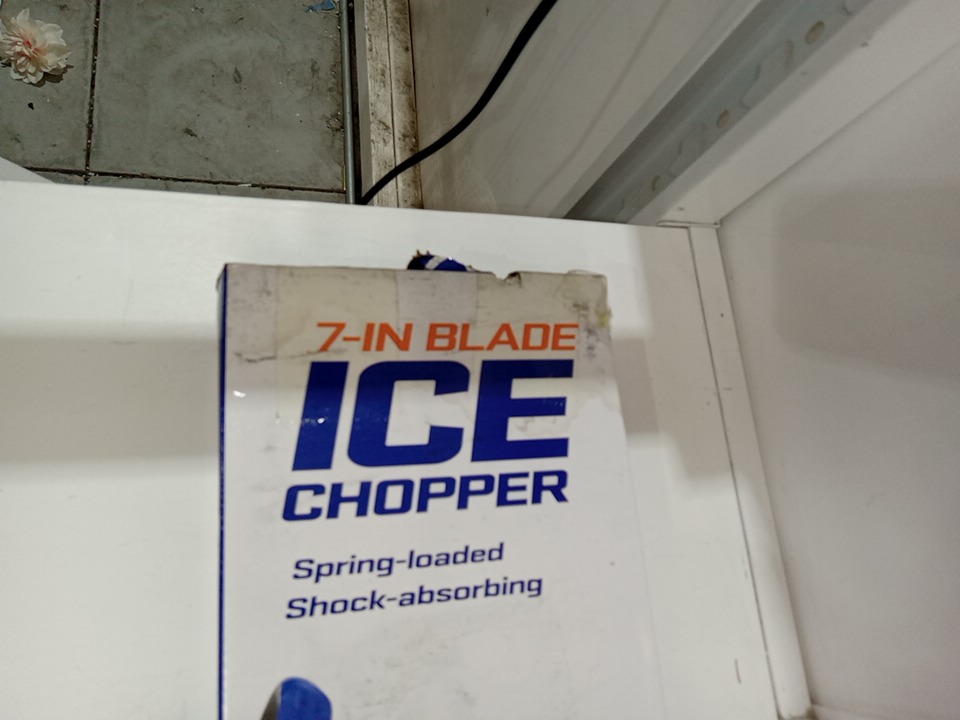 7-IN BLADE
ICE
CHOPPER
Spring-loaded
Shock-absorbing